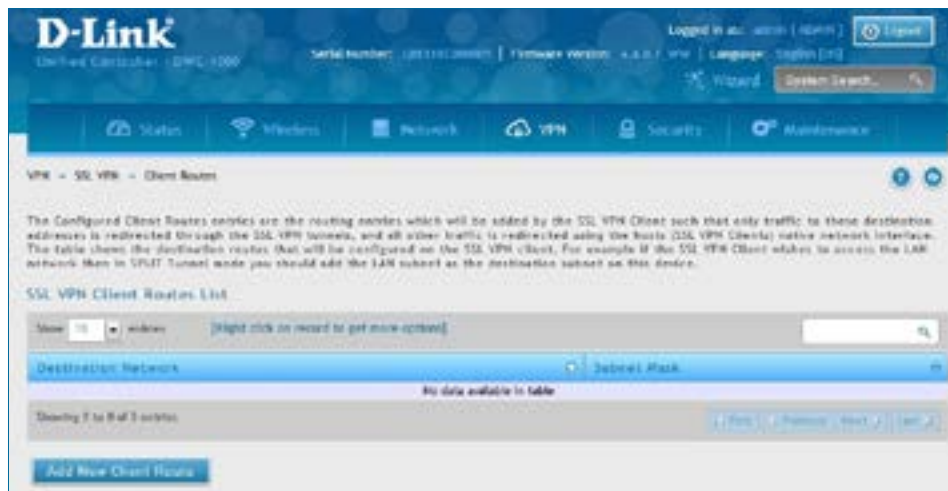 D-Link
Logged in as: admin [ ADMIN ]
Logout
Unified Controller - DWC-1000
Serial Number:
Firmware Version:
Language: English [US]
Wizard
System Search...
Status
Wireless
Network
VPN
Security
Maintenance
VPN » SSL VPN » Client Routes
The Configured Client Routes entries are the routing entries which will be added by the SSL VPN Client such that only traffic to these destination
addresses is redirected through the SSL VPN tunnels, and all other traffic is redirected using the hosts (SSL VPN Clients) native network interface.
The table shows the destination routes that will be configured on the SSL VPN client. For example if the SSL VPN Client wishes to access the LAN
network then in SPLIT Tunnel mode you should add the LAN subnet as the destination subnet on this device.
SSL VPN Client Routes List
Show 10 entries
[Right click on record to get more options]
Destination Network
Subnet Mask
No data available in table
Showing 0 to 0 of 0 entries
First
Previous
Next
Last
Add New Client Route